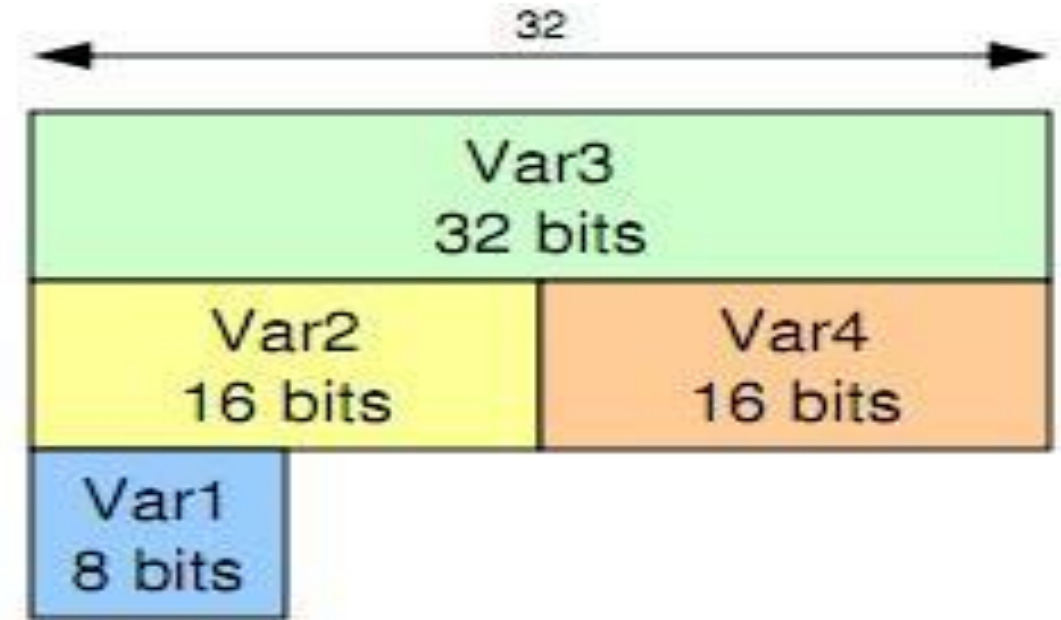 32
Var3
32 bits
Var2
16 bits
Var4
16 bits
Var1
8 bits